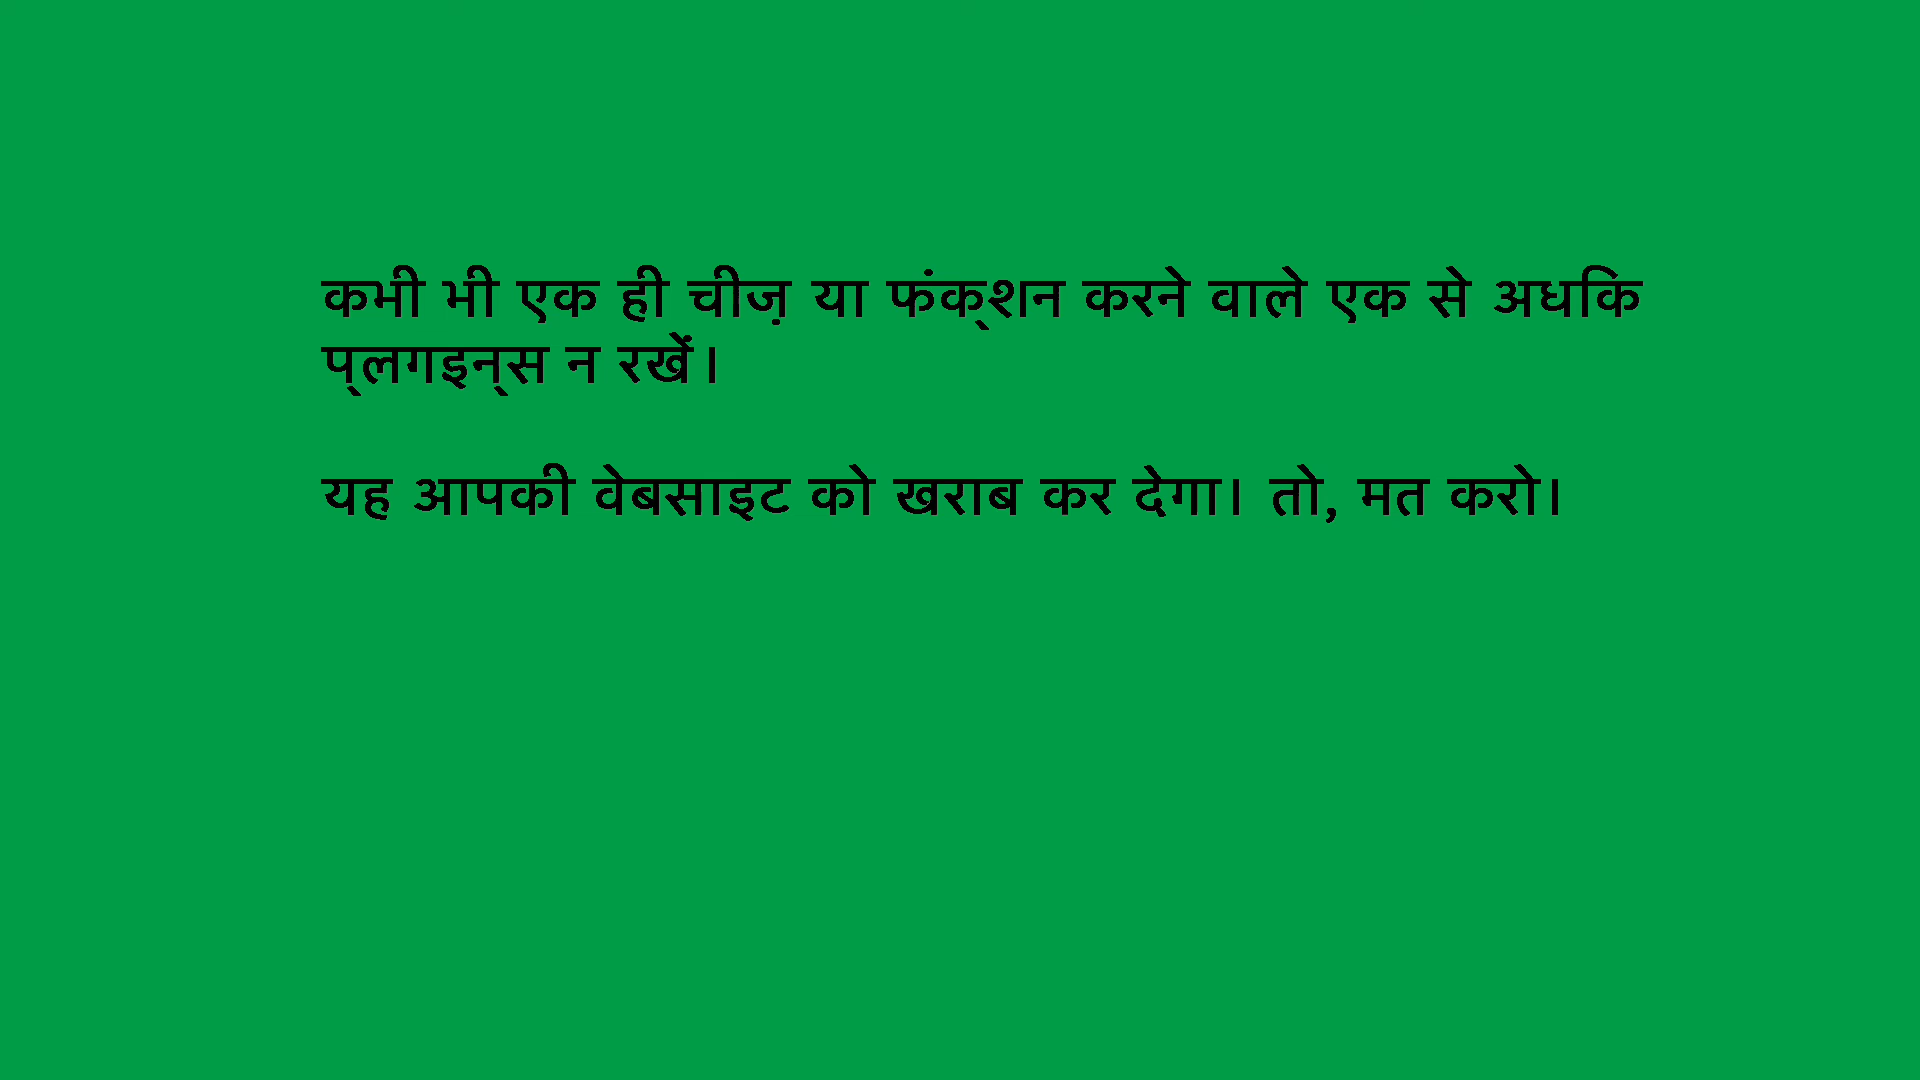 कभी भी एक ही चीज़ या फंक्शन करने वाले एक से अधिक
प्लगइन्स न रखें।
यह आपकी वेबसाइट को खराब कर देगा। तो, मत करो।